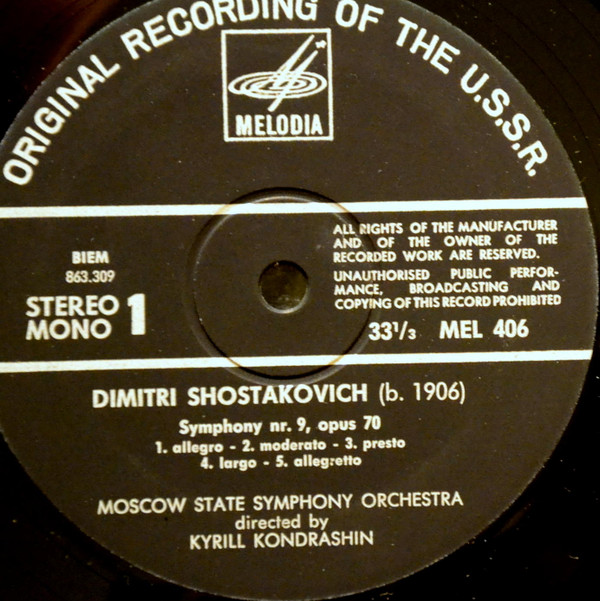 ORIGINAL RECORDING OF THE U.S.S.R.
MELODIA
BIEM
863.309
STEREO
MONO 1
ALL RIGHTS OF THE MANUFACTURER
AND OF THE OWNER OF THE
RECORDED WORK ARE RESERVED.
UNAUTHORISED PUBLIC PERFOR-
MANCE, BROADCASTING AND
COPYING OF THIS RECORD PROHIBITED
33¹/₃ MEL 406
DIMITRI SHOSTAKOVICH (b. 1906)
Symphony nr. 9, opus 70
1. allegro - 2. moderato - 3. presto
4. largo - 5. allegretto
MOSCOW STATE SYMPHONY ORCHESTRA
directed by
KYRILL KONDRASHIN